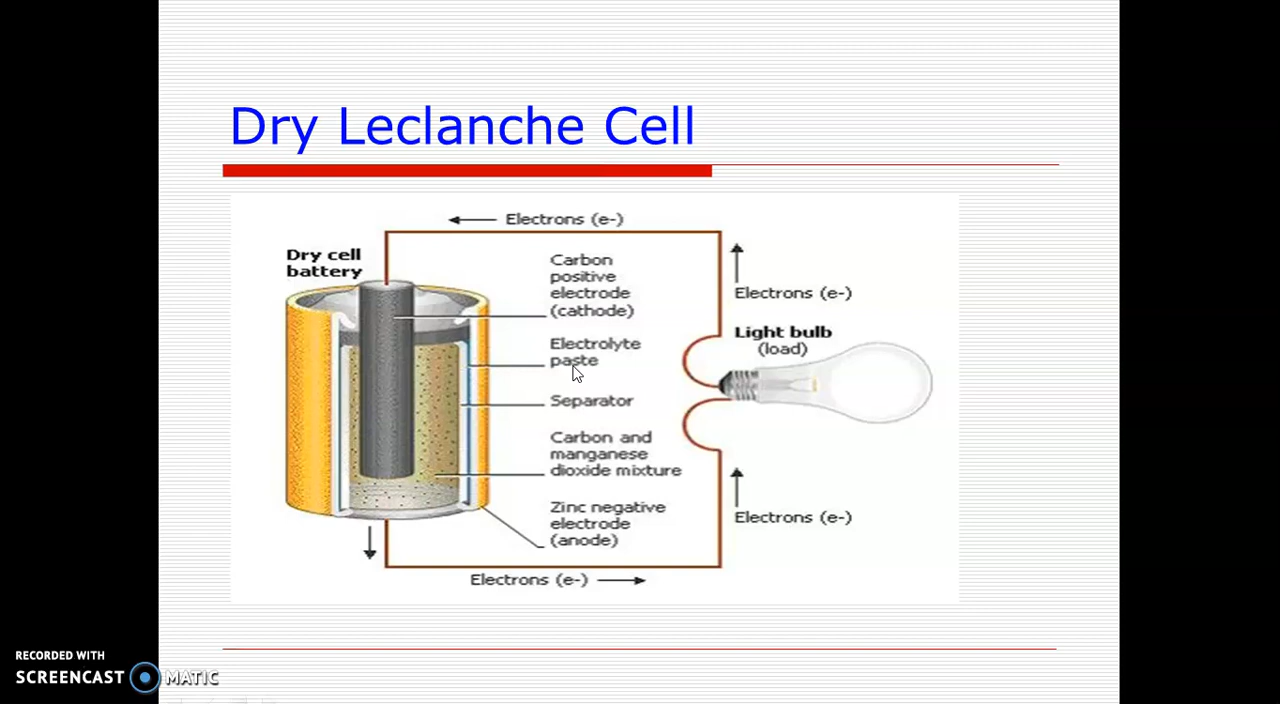 Dry Leclanche Cell
Electrons (e-)
Dry cell
battery
Carbon
positive
electrode
(cathode)
Electrons (e-)
Light bulb
(load)
Electrolyte
paste
Separator
Carbon and
manganese
dioxide mixture
Zinc negative
electrode
(anode)
Electrons (e-)
Electrons (e-)
RECORDED WITH
SCREENCAST MATIC